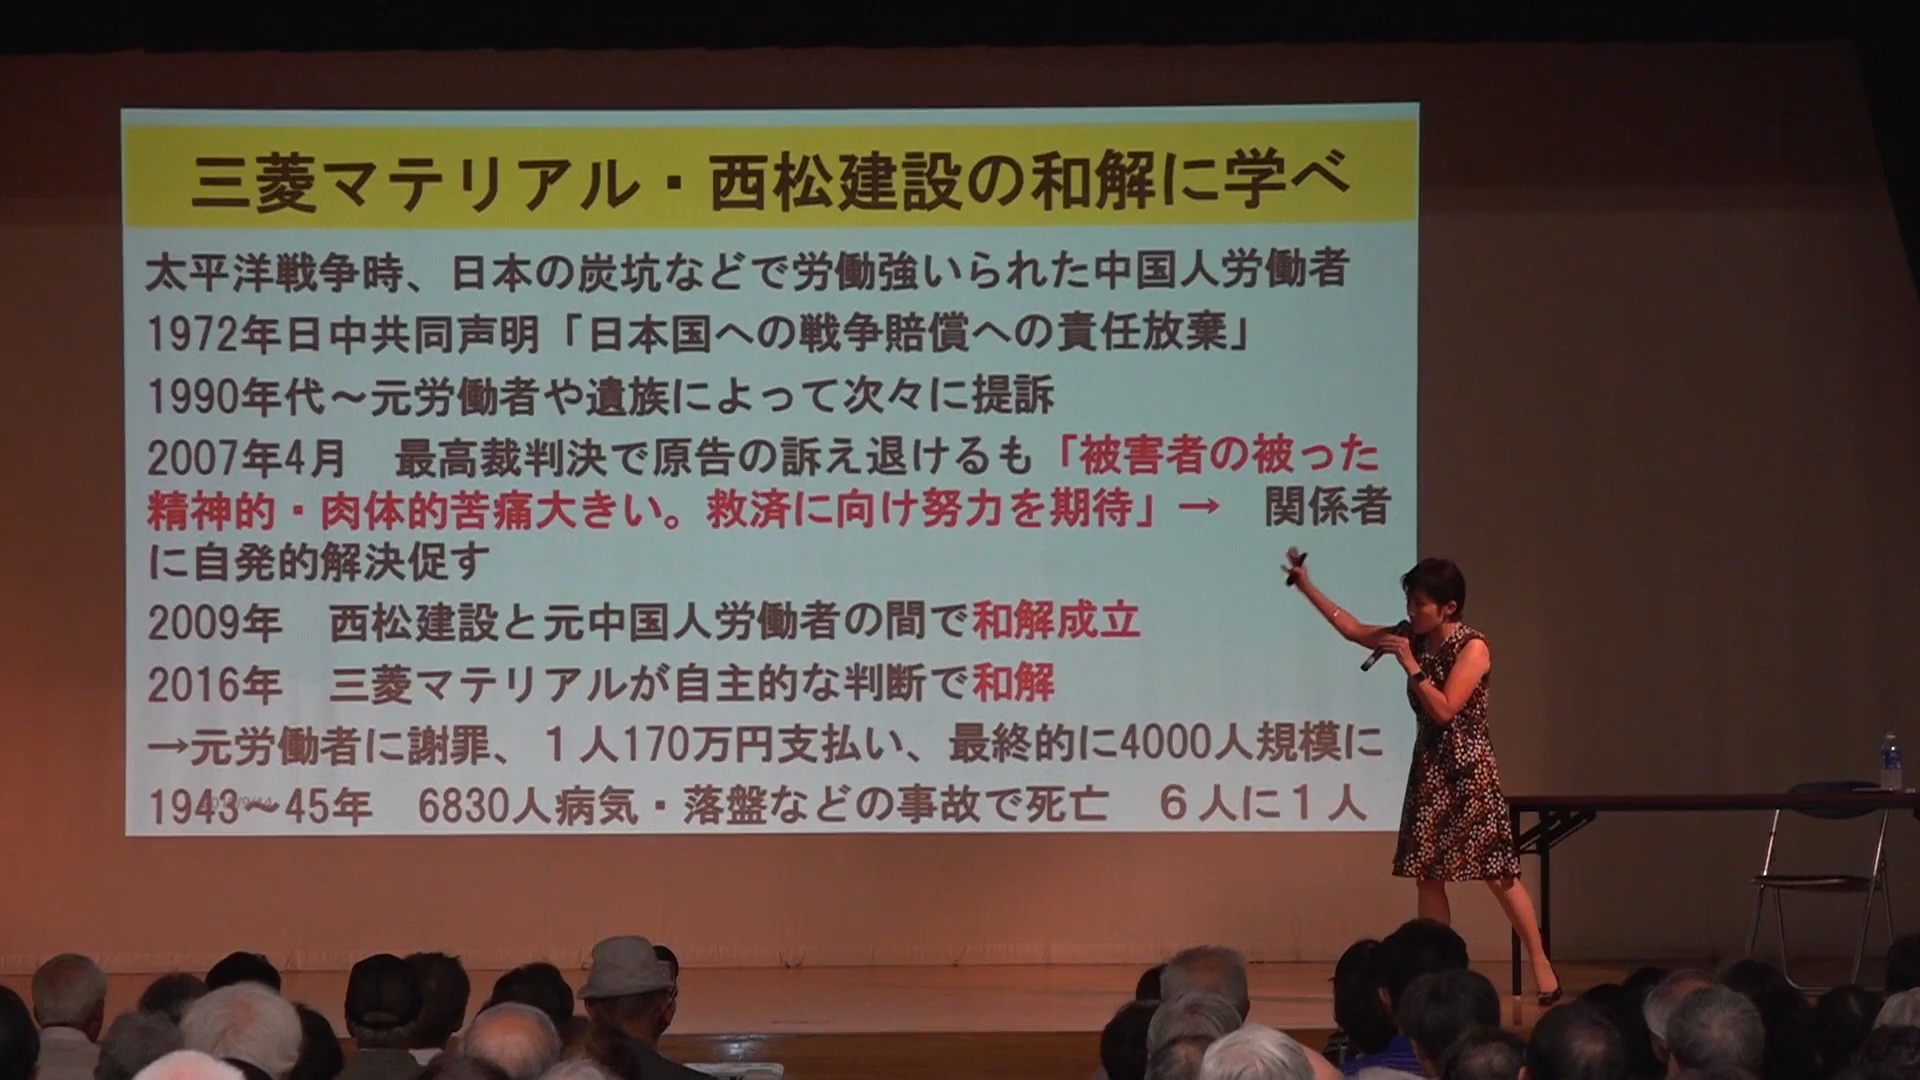 三菱マテリアル・西松建設の和解に学べ
太平洋戦争時、日本の炭坑などで労働強いられた中国人労働者
1972年日中共同声明「日本国への戦争賠償への責任放棄」
1990年代～元労働者や遺族によって次々に提訴
2007年4月　最高裁判決で原告の訴え退けるも「被害者の被った
精神的・肉体的苦痛大きい。救済に向け努力を期待」→　関係者
に自発的解決促す
2009年　西松建設と元中国人労働者の間で和解成立
2016年　三菱マテリアルが自主的な判断で和解
→元労働者に謝罪、１人170万円支払い、最終的に4000人規模に
1943～45年　6830人病気・落盤などの事故で死亡　６人に１人